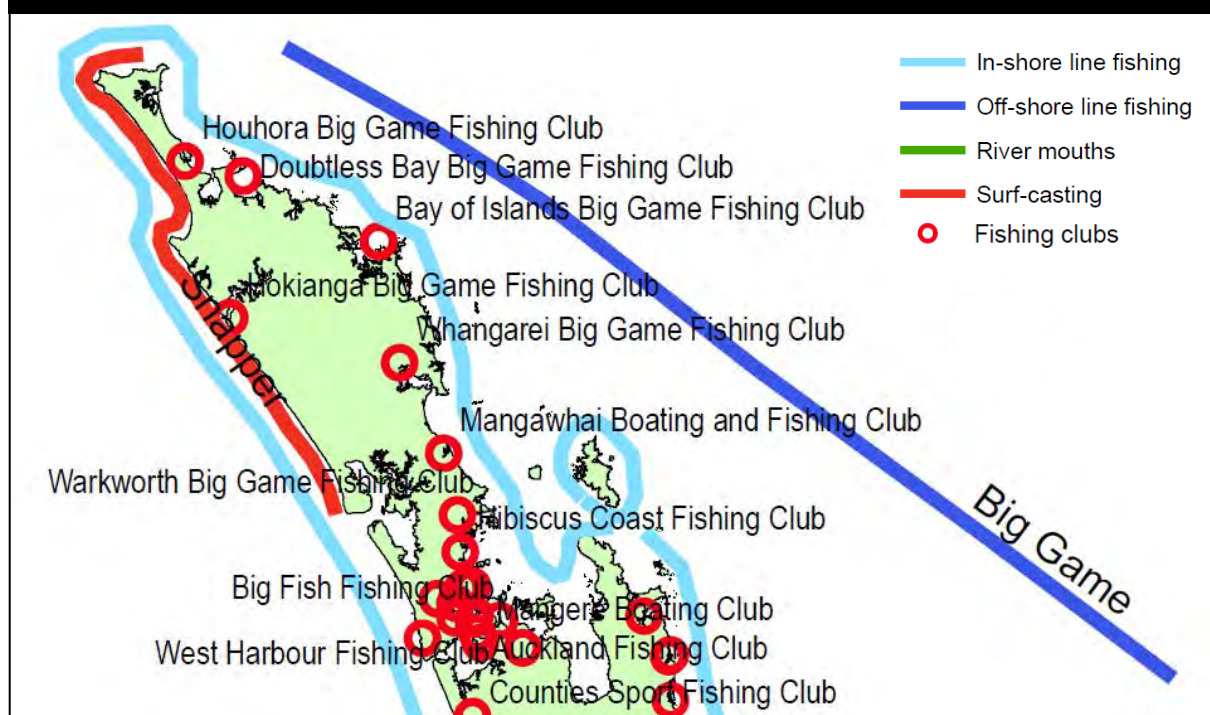 In-shore line fishing
Off-shore line fishing
River mouths
Surf-casting
Fishing clubs
Houhora Big Game Fishing Club
Doubtless Bay Big Game Fishing Club
Bay of Islands Big Game Fishing Club
Hokianga Big Game Fishing Club
Snapper
Whangarei Big Game Fishing Club
Mangawhai Boating and Fishing Club
Warkworth Big Game Fishing Club
Hibiscus Coast Fishing Club
Big Game
Big Fish Fishing Club
Mangere Boating Club
West Harbour Fishing Club
Auckland Fishing Club
Counties Sport Fishing Club